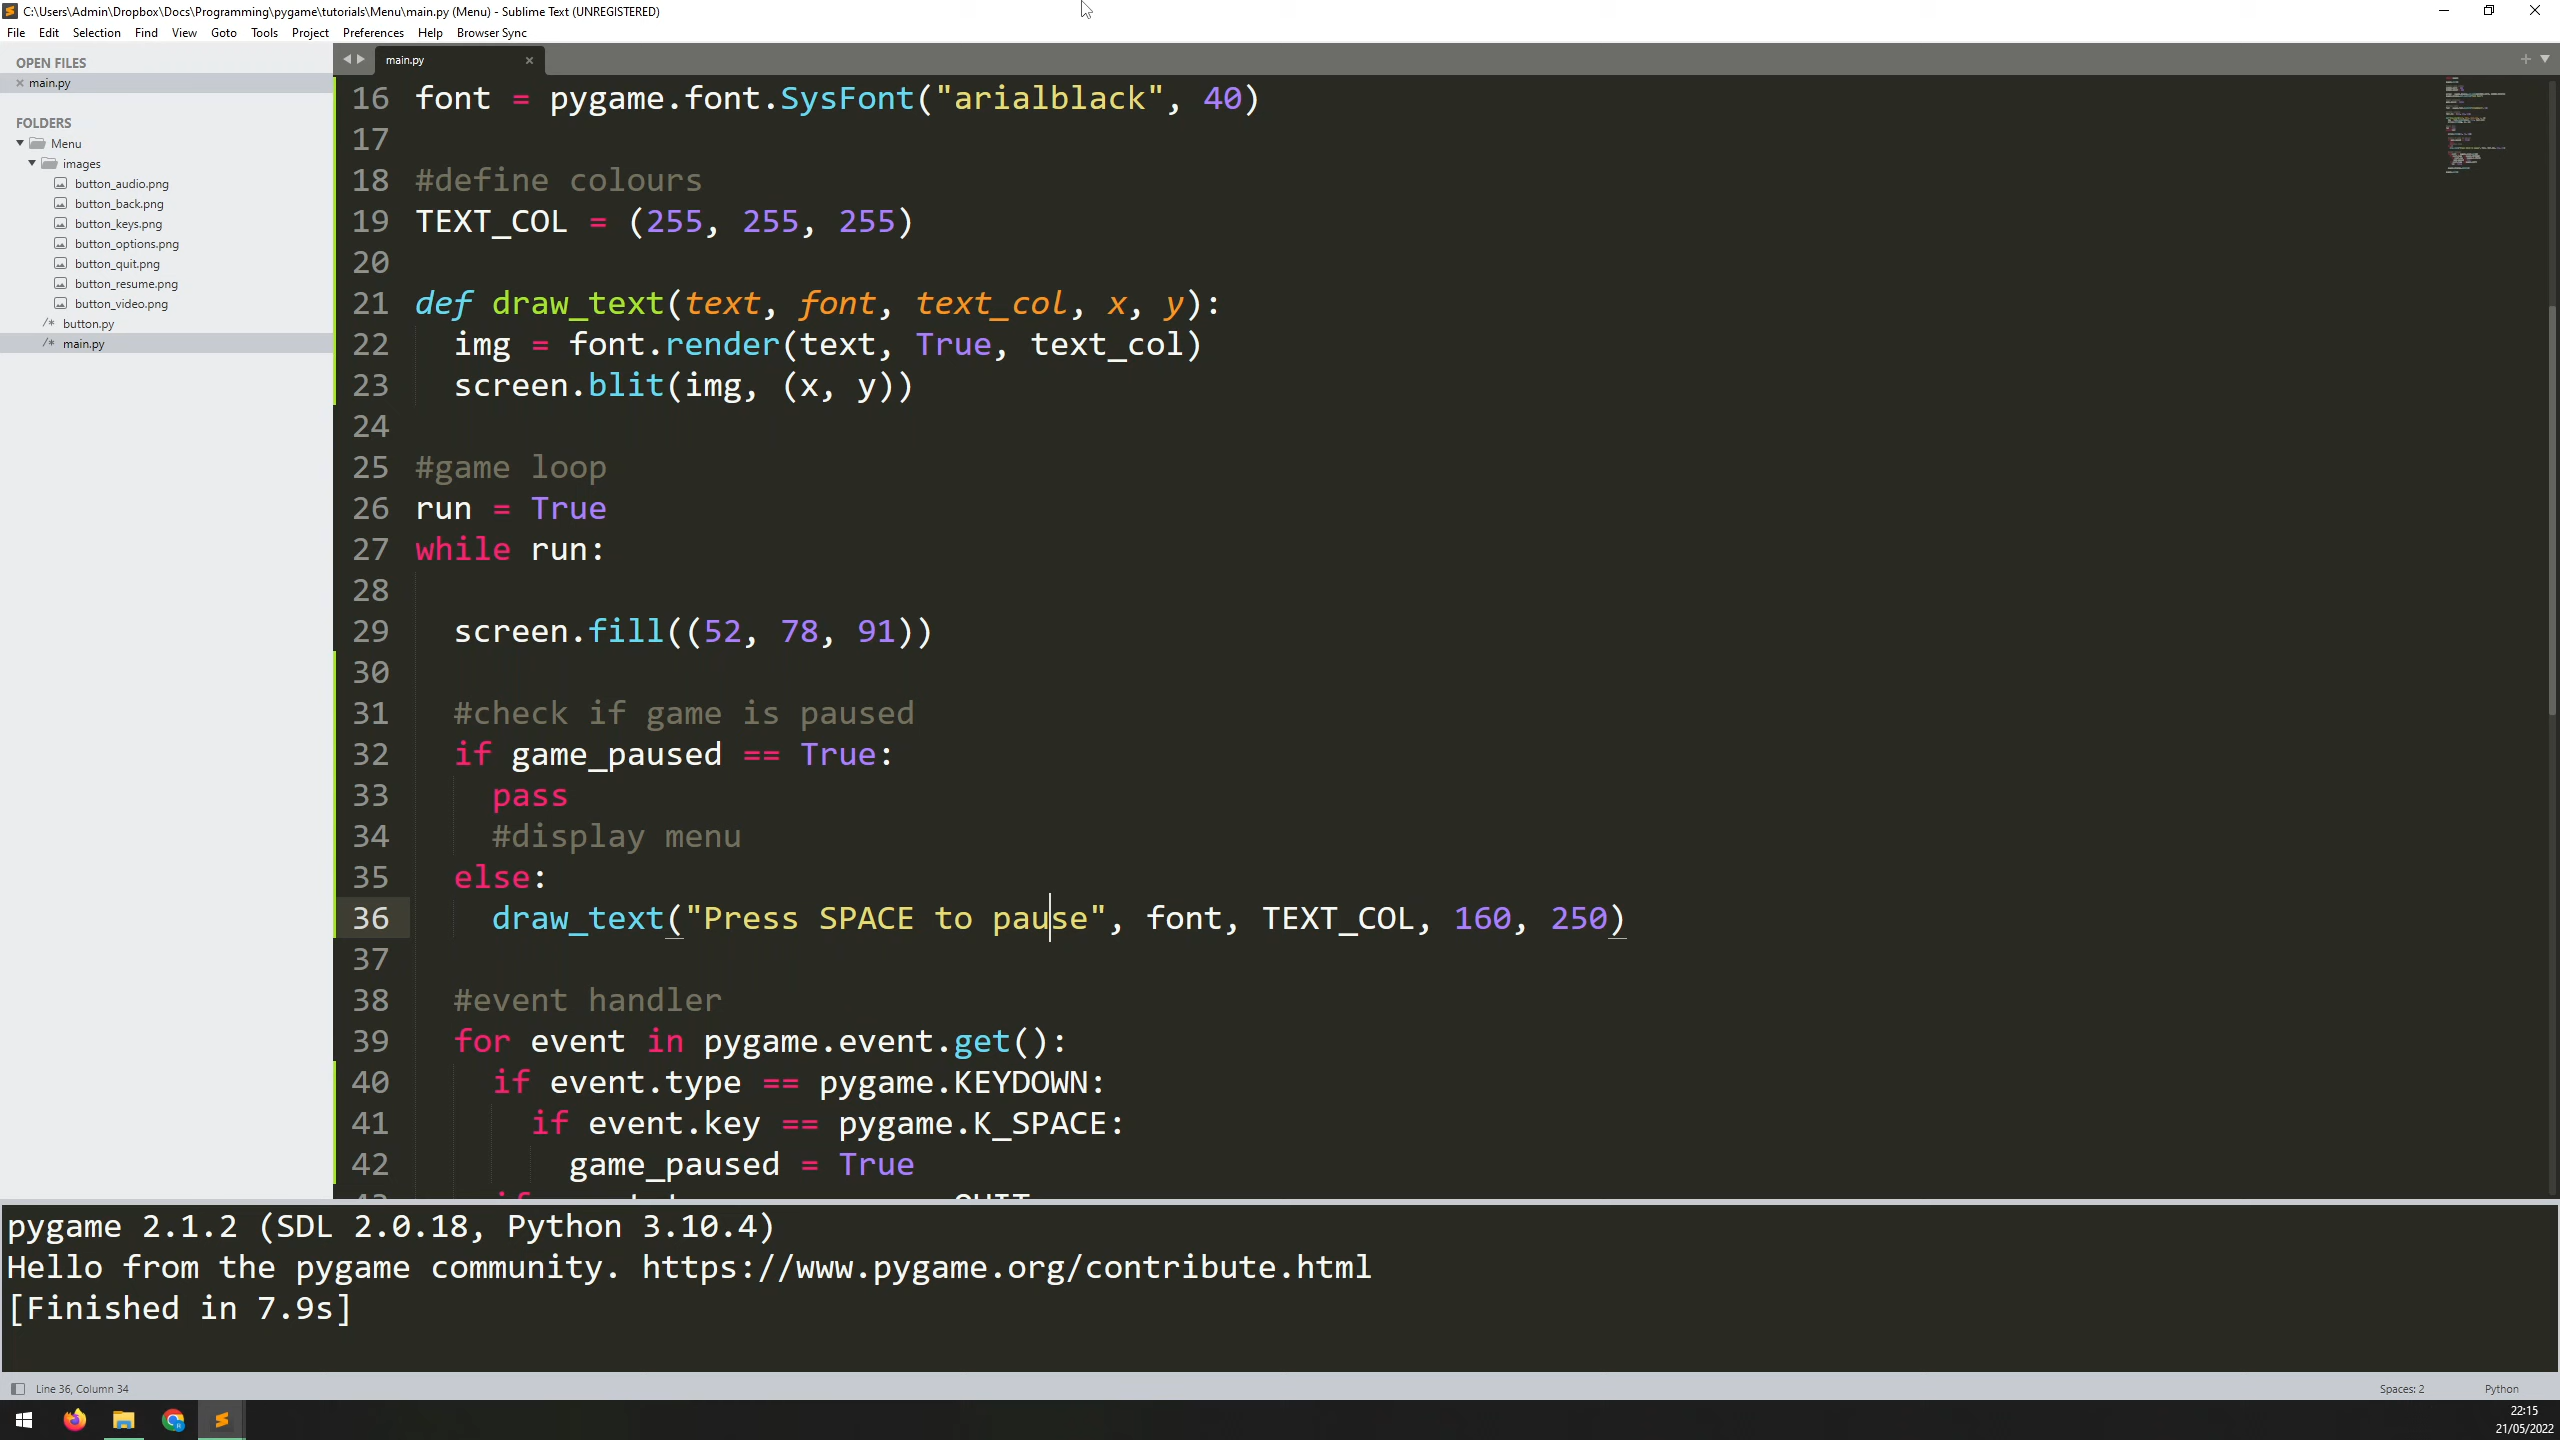 C:\Users\Admin\Dropbox\Docs\Programming\pygame\tutorials\Menu\main.py (Menu) - Sublime Text (UNREGISTERED)
File Edit Selection Find View Goto Tools Project Preferences Help Browser Sync
OPEN FILES
main.py
FOLDERS
Menu
images
button_audio.png
button_back.png
button_keys.png
button_options.png
button_quit.png
button_resume.png
button_video.png
/* button.py
/* main.py
main.py
16 font = pygame.font.SysFont("arialblack", 40)
17
18 #define colours
19 TEXT_COL = (255, 255, 255)
20
21 def draw_text(text, font, text_col, x, y):
22 img = font.render(text, True, text_col)
23 screen.blit(img, (x, y))
24
25 #game loop
26 run = True
27 while run:
28
29 screen.fill((52, 78, 91))
30
31 #check if game is paused
32 if game_paused == True:
33 pass
34 #display menu
35 else:
36 draw_text("Press SPACE to pause", font, TEXT_COL, 160, 250)
37
38 #event handler
39 for event in pygame.event.get():
40 if event.type == pygame.KEYDOWN:
41 if event.key == pygame.K_SPACE:
42 game_paused = True
pygame 2.1.2 (SDL 2.0.18, Python 3.10.4)
Hello from the pygame community. https://www.pygame.org/contribute.html
[Finished in 7.9s]
Line 36, Column 34
Spaces: 2
Python
22:15
21/05/2022